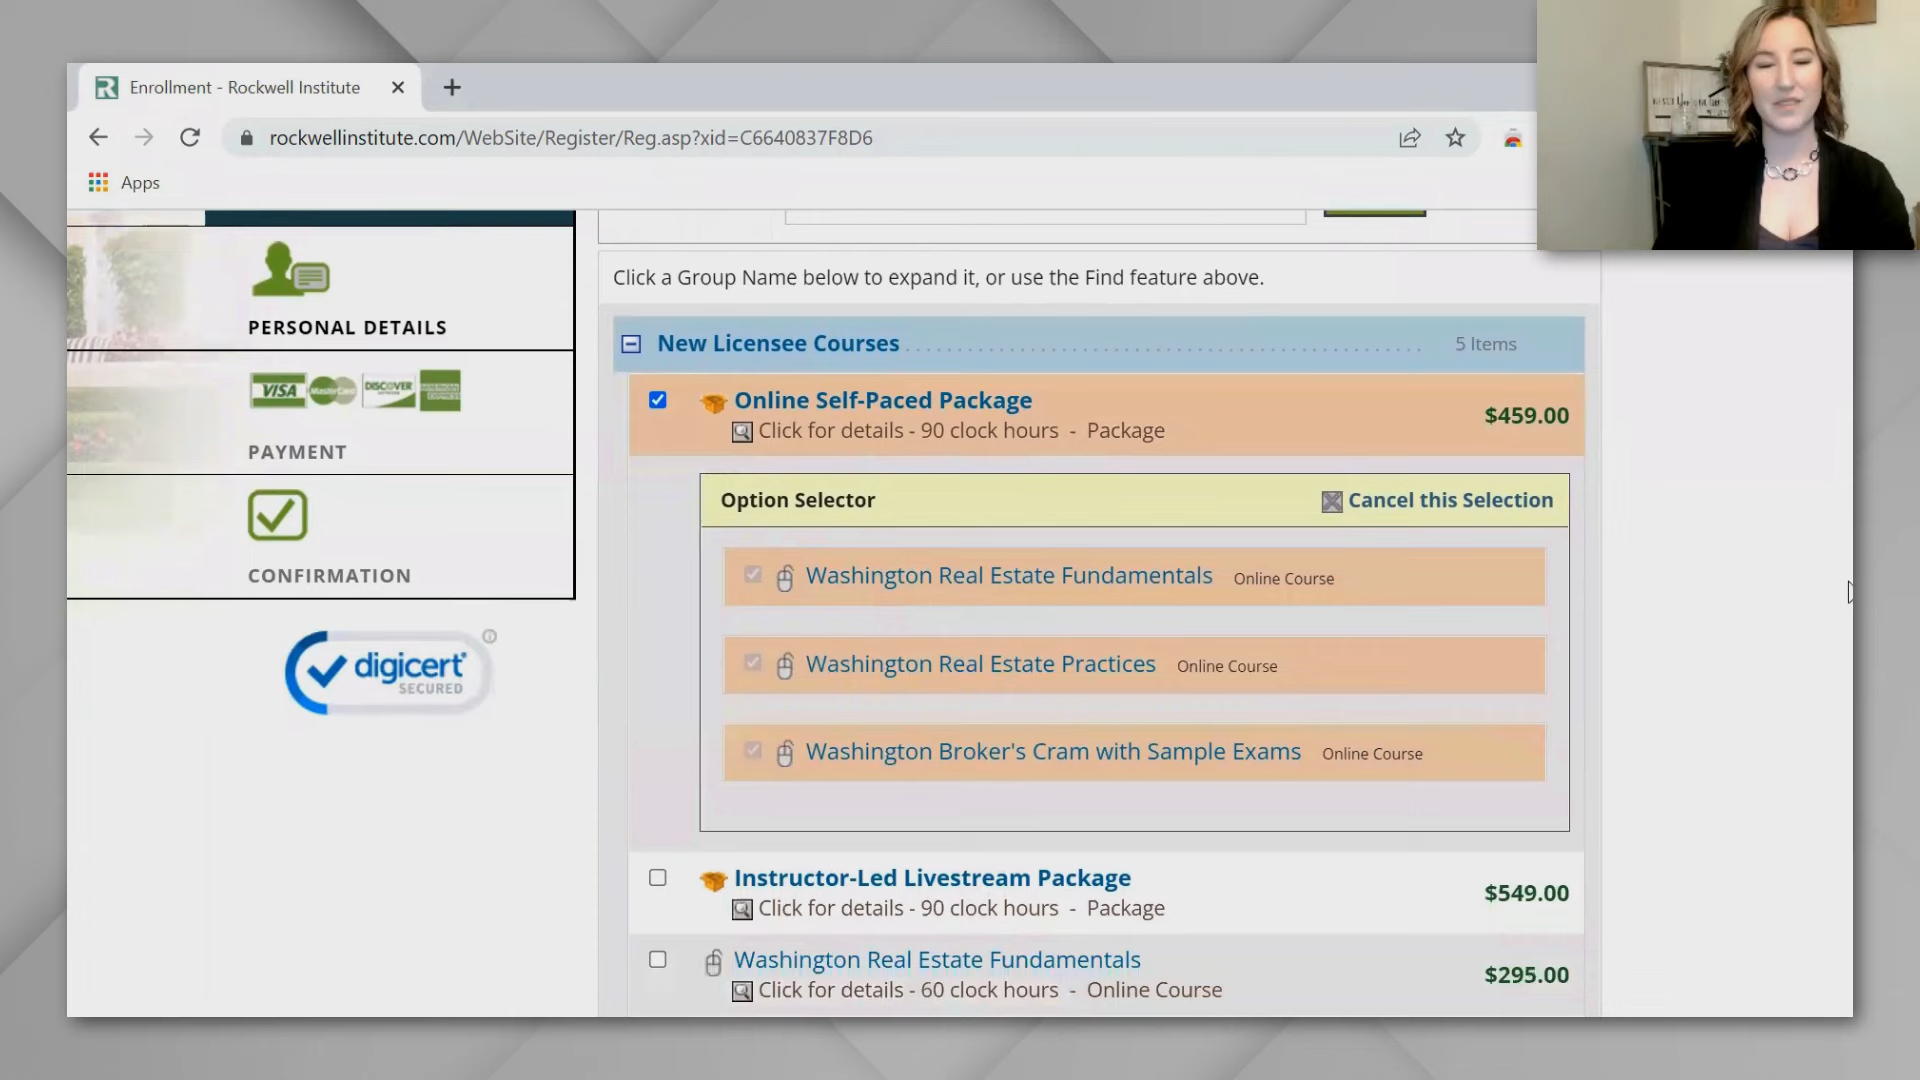 Enrollment - Rockwell Institute
rockwellinstitute.com/WebSite/Register/Reg.asp?xid=C6640837F8D6
Apps
PERSONAL DETAILS
VISA MasterCard DISCOVER
PAYMENT
CONFIRMATION
digicert
SECURED
Click a Group Name below to expand it, or use the Find feature above.
New Licensee Courses 5 Items
Online Self-Paced Package
Click for details - 90 clock hours - Package
$459.00
Option Selector Cancel this Selection
Washington Real Estate Fundamentals Online Course
Washington Real Estate Practices Online Course
Washington Broker's Cram with Sample Exams Online Course
Instructor-Led Livestream Package
Click for details - 90 clock hours - Package
$549.00
Washington Real Estate Fundamentals
Click for details - 60 clock hours - Online Course
$295.00